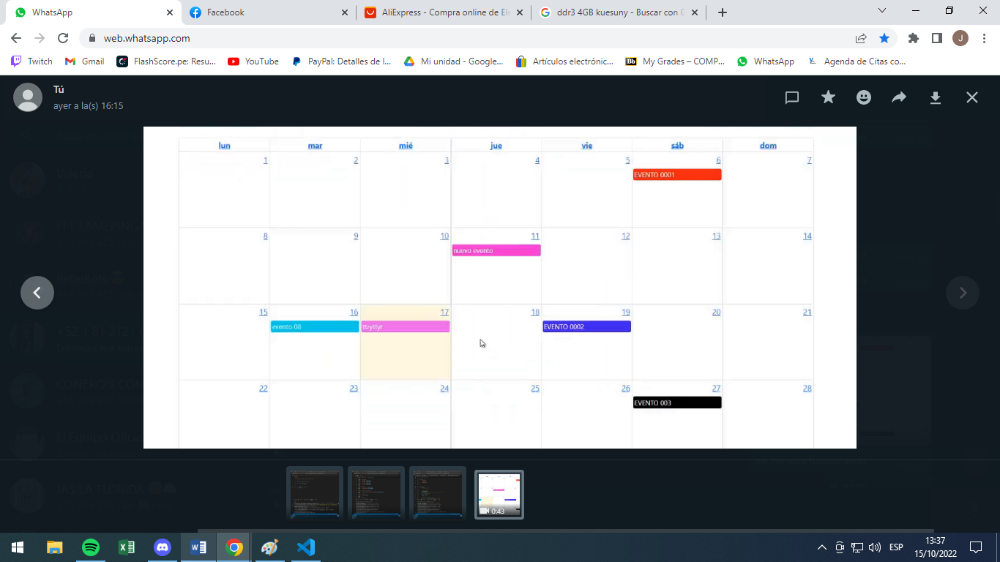 WhatsApp
Facebook
AliExpress - Compra online de Ele
ddr3 4GB kuesuny - Buscar con G
web.whatsapp.com
J
Twitch
Gmail
FlashScore.pe: Resu...
YouTube
PayPal: Detalles de l...
Mi unidad - Google...
Artículos electrónic...
Bb
My Grades – COMP...
WhatsApp
Agenda de Citas co...
Tú
ayer a la(s) 16:15
lun mar mié jue vie sáb dom
1 2 3 4 5 6 7
EVENTO 0001
8 9 10 11 12 13 14
nuevo evento
15 16 17 18 19 20 21
evento 08
ttrytfyr
EVENTO 0002
22 23 24 25 26 27 28
EVENTO 003
Valeria
0:43
ESP
13:37
15/10/2022